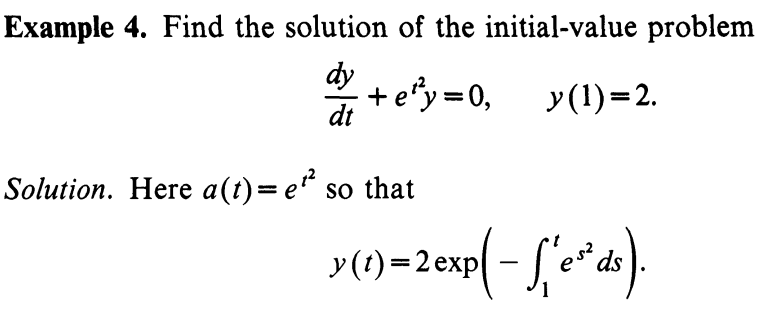 Example 4. Find the solution of the initial-value problem
dy/dt + e^{t^2} y = 0,    y(1) = 2.
Solution. Here a(t) = e^{t^2} so that
y(t) = 2 exp(− ∫_1^t e^{s^2} ds).